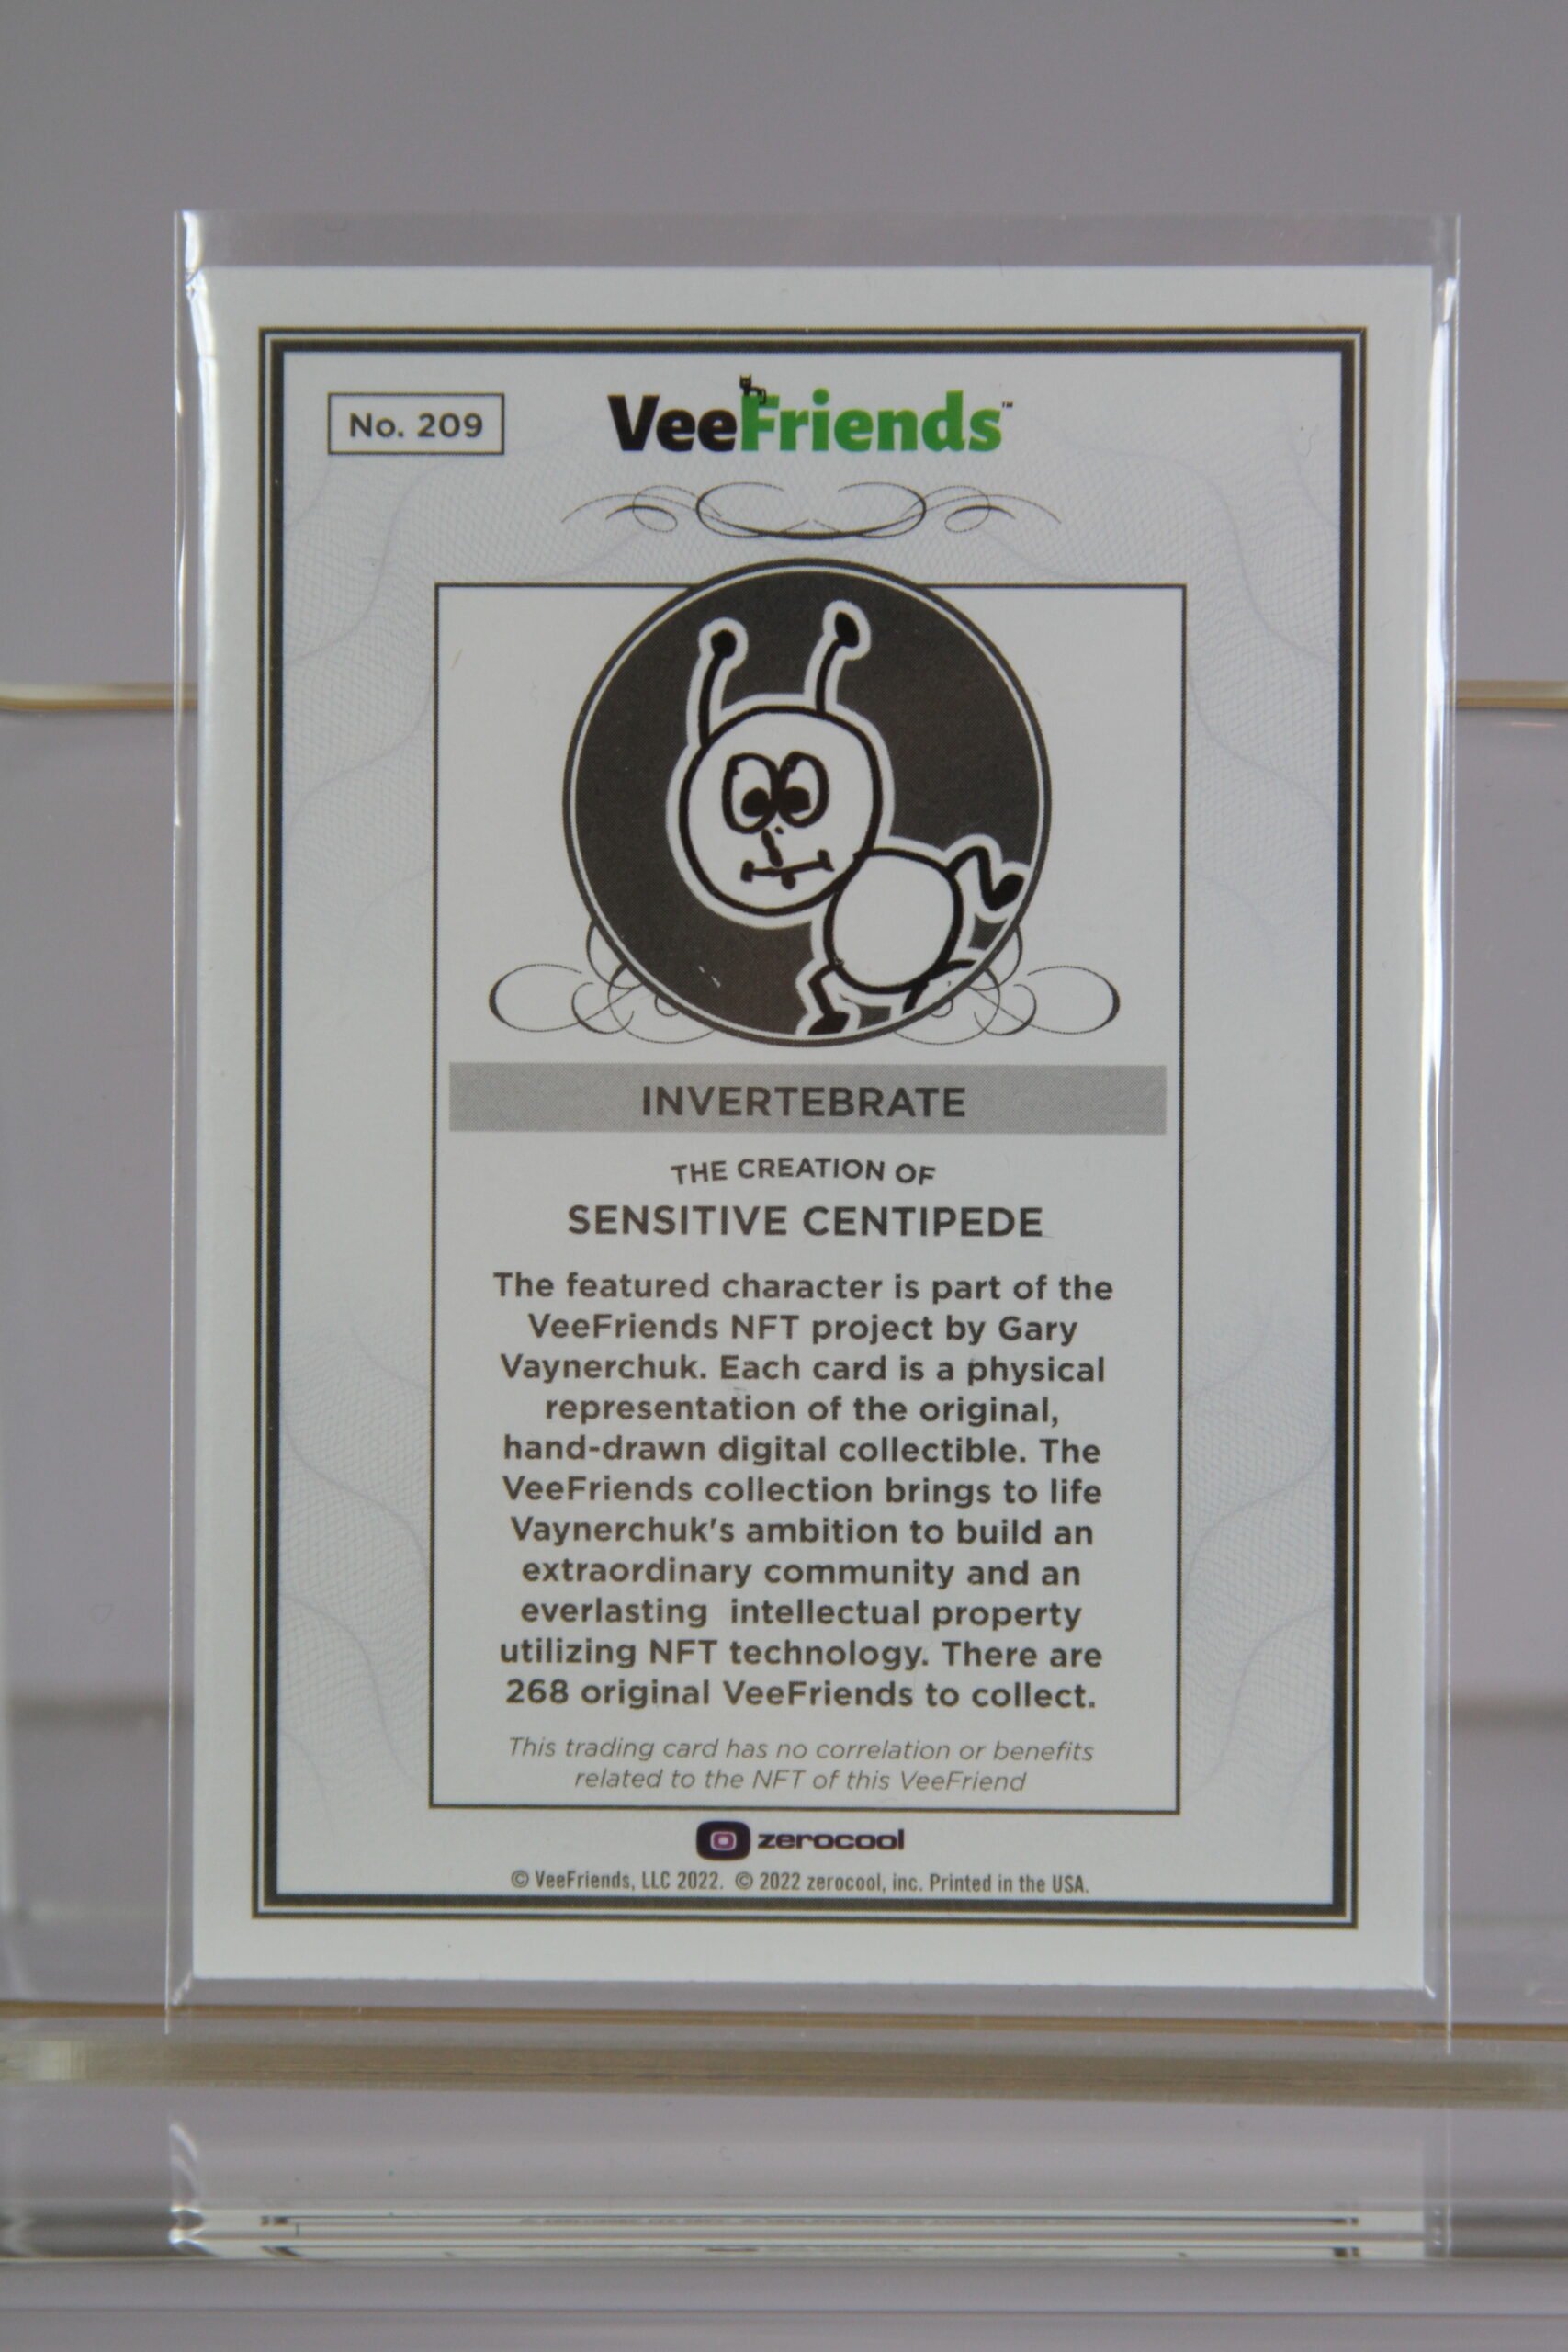 No. 209
VeeFriends™
INVERTEBRATE
THE CREATION OF
SENSITIVE CENTIPEDE
The featured character is part of the
VeeFriends NFT project by Gary
Vaynerchuk. Each card is a physical
representation of the original,
hand-drawn digital collectible. The
VeeFriends collection brings to life
Vaynerchuk's ambition to build an
extraordinary community and an
everlasting  intellectual property
utilizing NFT technology. There are
268 original VeeFriends to collect.
This trading card has no correlation or benefits
related to the NFT of this VeeFriend
zerocool
© VeeFriends, LLC 2022. © 2022 zerocool, inc. Printed in the USA.